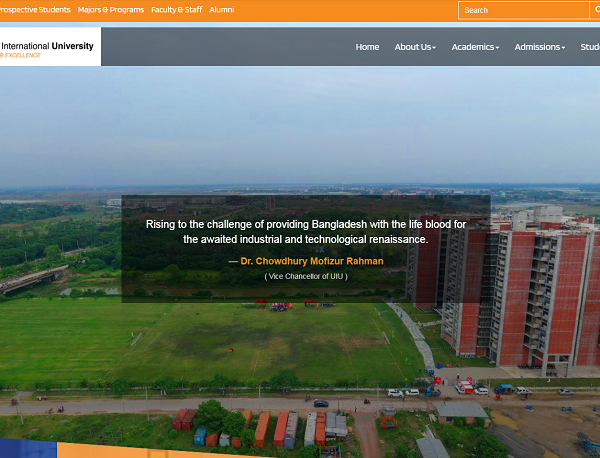 rospective Students Majors & Programs Faculty & Staff Alumni Search
International University
R EXCELLENCE
Home About Us Academics Admissions Stud
Rising to the challenge of providing Bangladesh with the life blood for
the awaited industrial and technological renaissance.
— Dr. Chowdhury Mofizur Rahman
( Vice Chancellor of UIU )